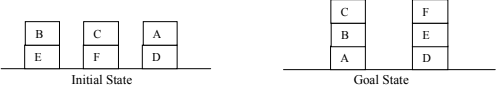 C F
B C A B E
E F D A D
Initial State Goal State